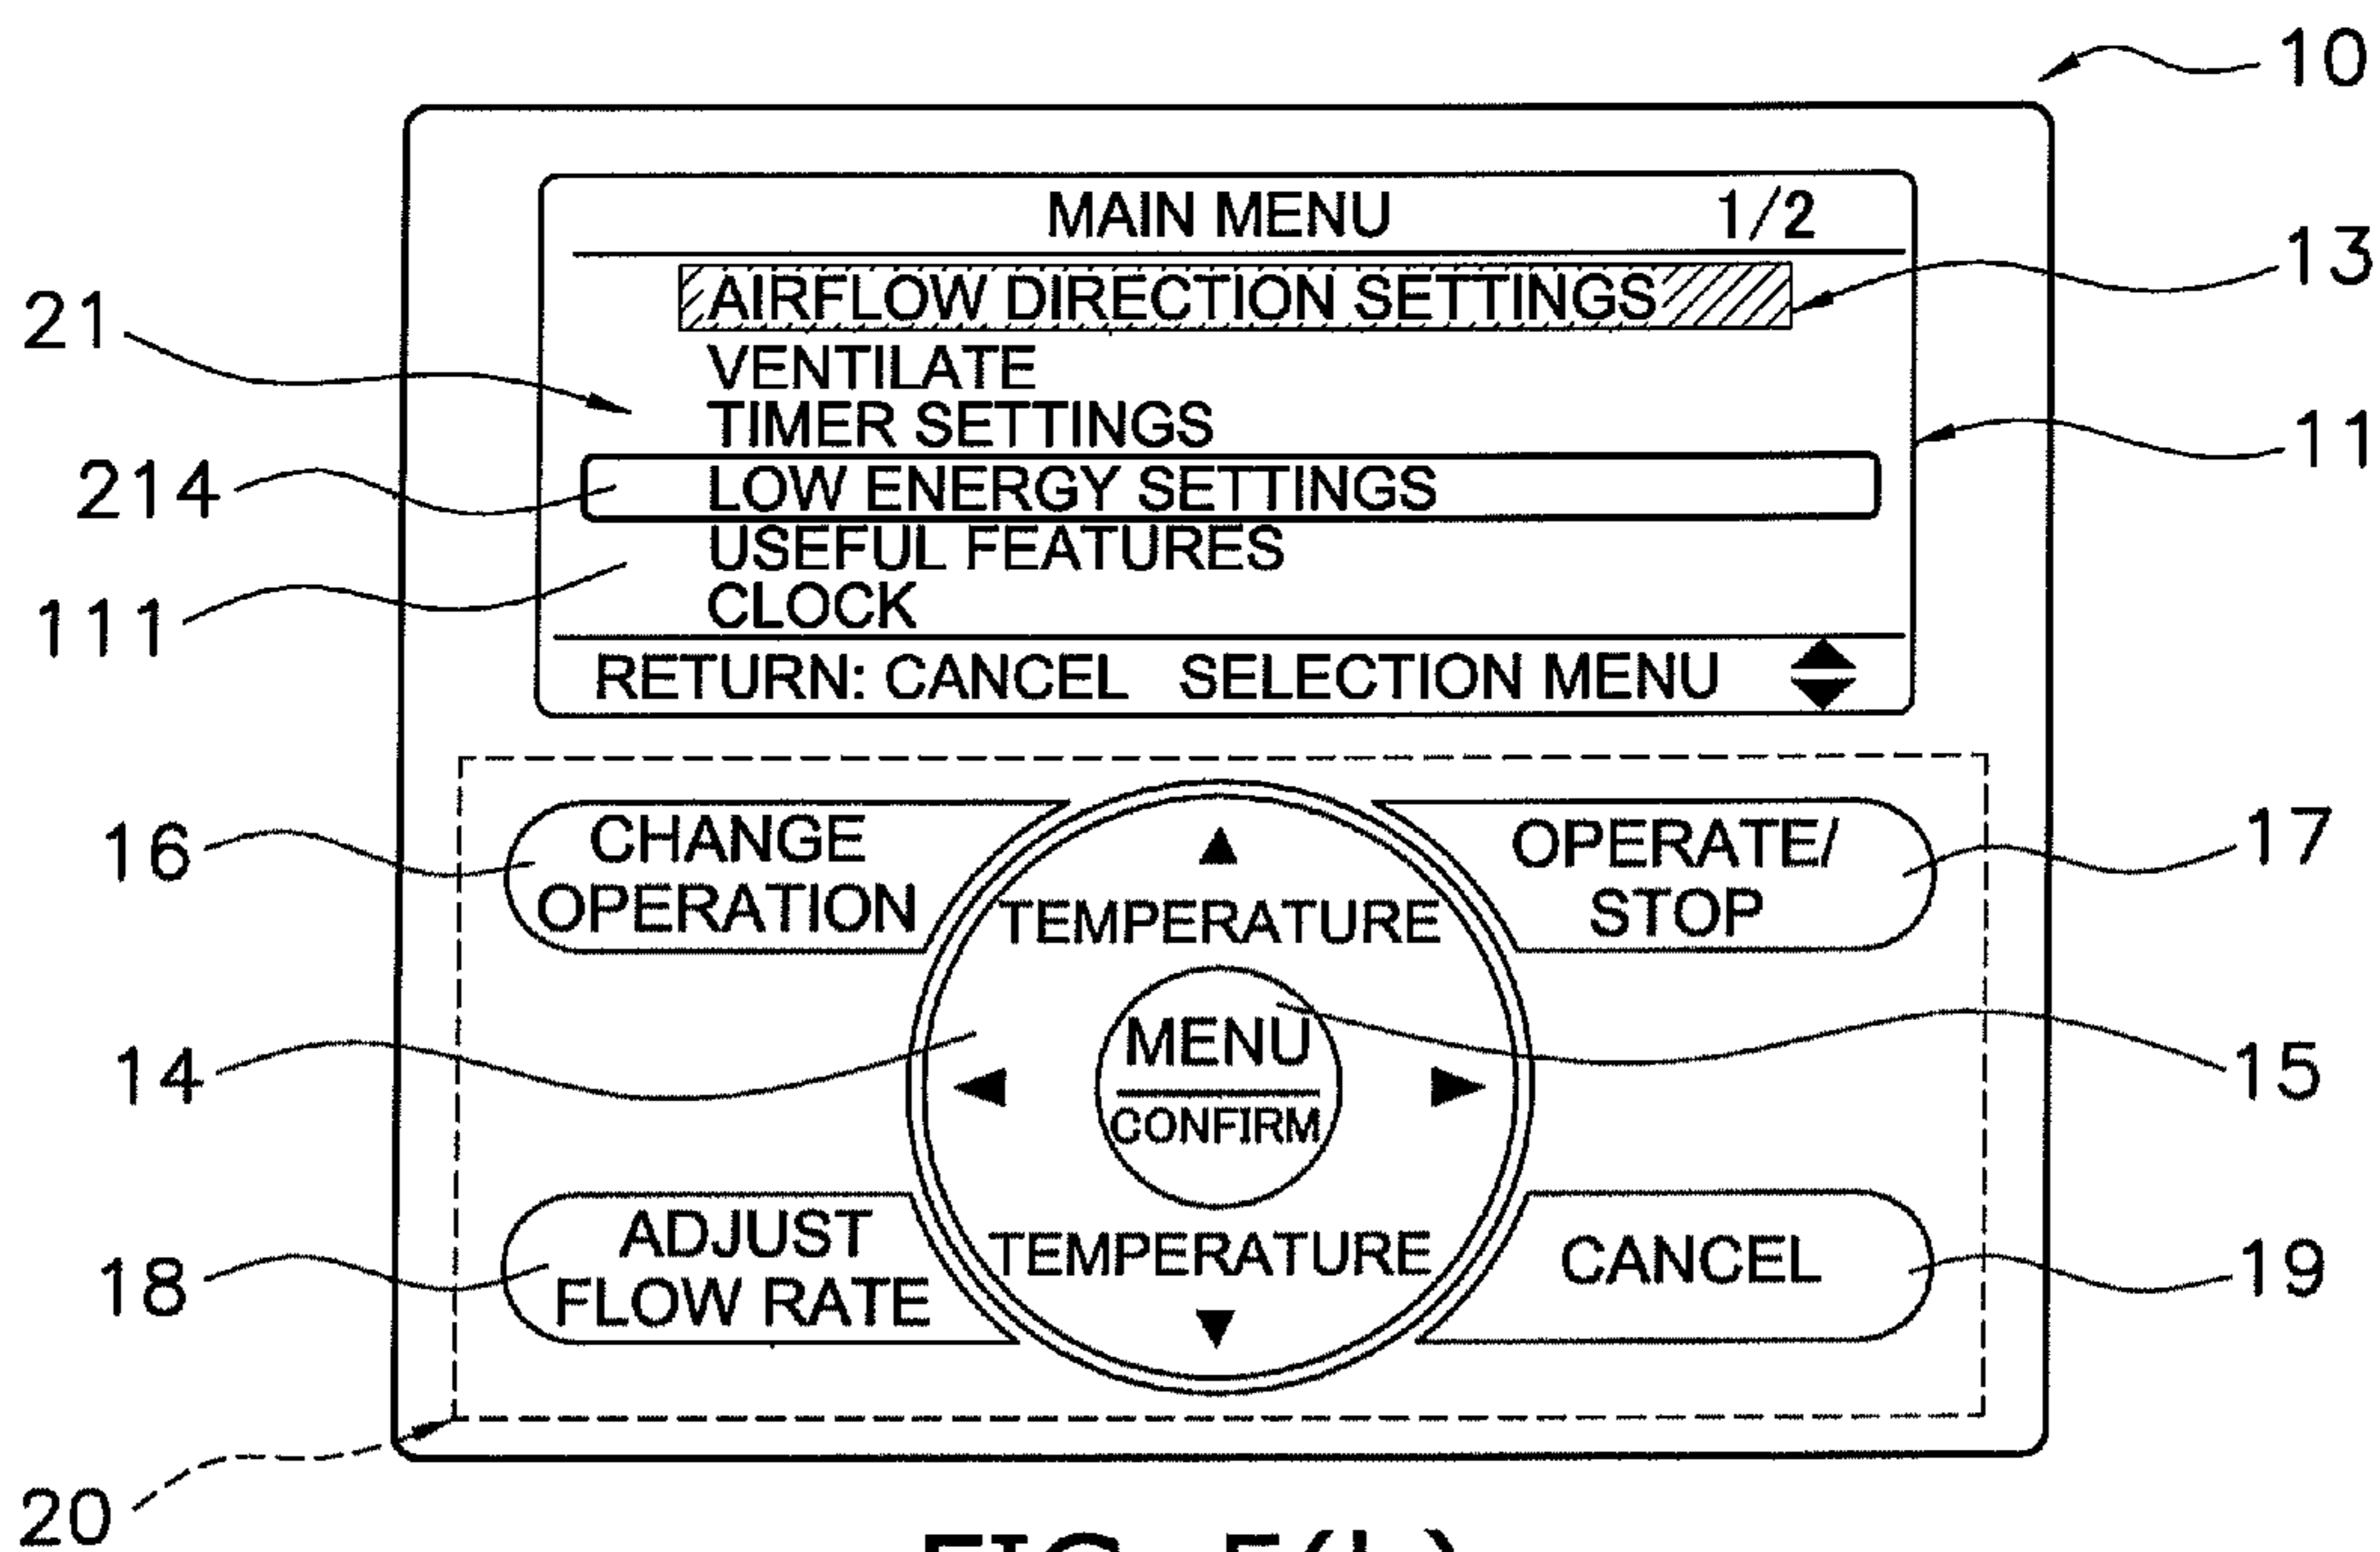 10
MAIN MENU 1/2
13
AIRFLOW DIRECTION SETTINGS
21
VENTILATE
TIMER SETTINGS
11
214
LOW ENERGY SETTINGS
USEFUL FEATURES
111
CLOCK
RETURN: CANCEL SELECTION MENU
16
CHANGE
OPERATION
OPERATE/
STOP
17
TEMPERATURE
14
MENU
CONFIRM
15
18
ADJUST
FLOW RATE
TEMPERATURE
CANCEL
19
20